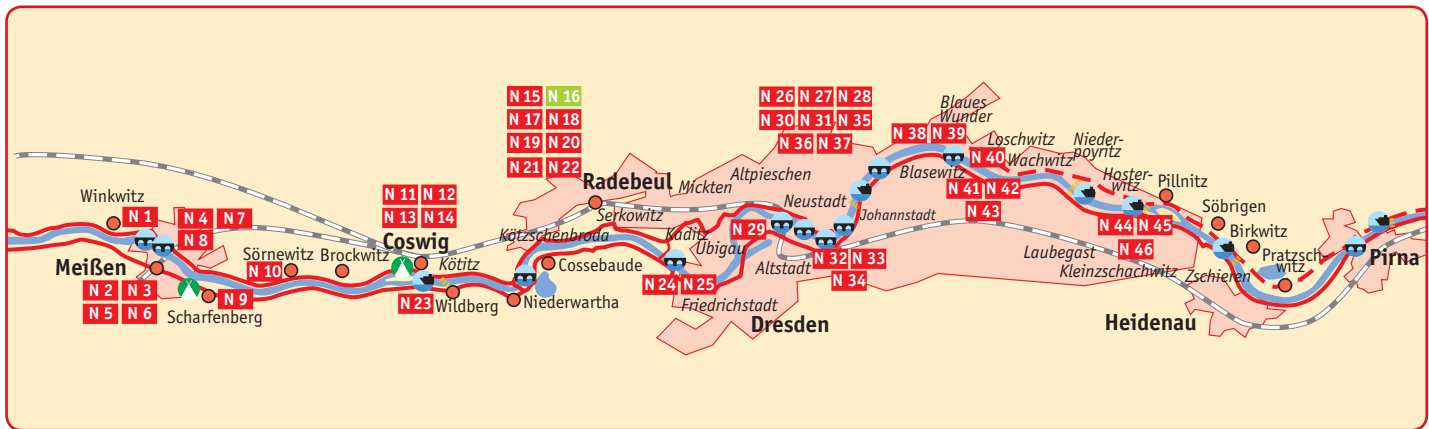 Winkwitz
N 1
N 4 N 7
N 8
Meißen
N 2 N 3
N 5 N 6
N 9
Scharfenberg
N 10
Sörnewitz
Brockwitz
N 11 N 12
N 13 N 14
Coswig
Kötitz
N 23
Wildberg
N 15 N 16
N 17 N 18
N 19 N 20
N 21 N 22
Radebeul
Serkowitz
Kötzschenbroda
Cossebaude
Niederwartha
Mickten
Altpieschen
Kaditz
Übigau
N 24 N 25
Friedrichstadt
N 26 N 27 N 28
N 30 N 31 N 35
N 36 N 37
Neustadt
N 29
Altstadt
Johannstadt
N 32 N 33
N 34
Dresden
N 38 N 39
Blaues
Wunder
Blasewitz
N 40
Loschwitz
Wachwitz
N 41 N 42
N 43
Nieder-
poyritz
Hoster-
witz
Pillnitz
N 44 N 45
N 46
Laubegast
Kleinzschachwitz
Söbrigen
Birkwitz
Pratzsch-
witz
Zschieren
Heidenau
Pirna